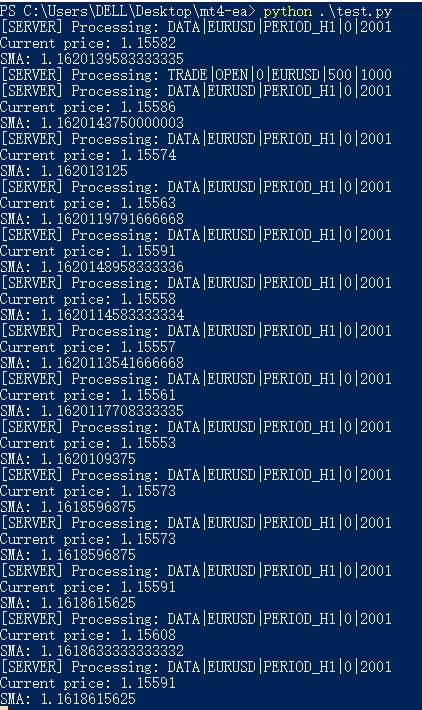 PS C:\Users\DELL\Desktop\mt4-ea> python .\test.py
[SERVER] Processing: DATA|EURUSD|PERIOD_H1|0|2001
Current price: 1.15582
SMA: 1.1620139583333335
[SERVER] Processing: TRADE|OPEN|0|EURUSD|500|1000
[SERVER] Processing: DATA|EURUSD|PERIOD_H1|0|2001
Current price: 1.15586
SMA: 1.1620143750000003
[SERVER] Processing: DATA|EURUSD|PERIOD_H1|0|2001
Current price: 1.15574
SMA: 1.162013125
[SERVER] Processing: DATA|EURUSD|PERIOD_H1|0|2001
Current price: 1.15563
SMA: 1.1620119791666668
[SERVER] Processing: DATA|EURUSD|PERIOD_H1|0|2001
Current price: 1.15591
SMA: 1.1620148958333336
[SERVER] Processing: DATA|EURUSD|PERIOD_H1|0|2001
Current price: 1.15558
SMA: 1.1620114583333334
[SERVER] Processing: DATA|EURUSD|PERIOD_H1|0|2001
Current price: 1.15557
SMA: 1.1620113541666668
[SERVER] Processing: DATA|EURUSD|PERIOD_H1|0|2001
Current price: 1.15561
SMA: 1.1620117708333335
[SERVER] Processing: DATA|EURUSD|PERIOD_H1|0|2001
Current price: 1.15553
SMA: 1.1620109375
[SERVER] Processing: DATA|EURUSD|PERIOD_H1|0|2001
Current price: 1.15573
SMA: 1.1618596875
[SERVER] Processing: DATA|EURUSD|PERIOD_H1|0|2001
Current price: 1.15573
SMA: 1.1618596875
[SERVER] Processing: DATA|EURUSD|PERIOD_H1|0|2001
Current price: 1.15591
SMA: 1.1618615625
[SERVER] Processing: DATA|EURUSD|PERIOD_H1|0|2001
Current price: 1.15608
SMA: 1.1618633333333332
[SERVER] Processing: DATA|EURUSD|PERIOD_H1|0|2001
Current price: 1.15591
SMA: 1.1618615625